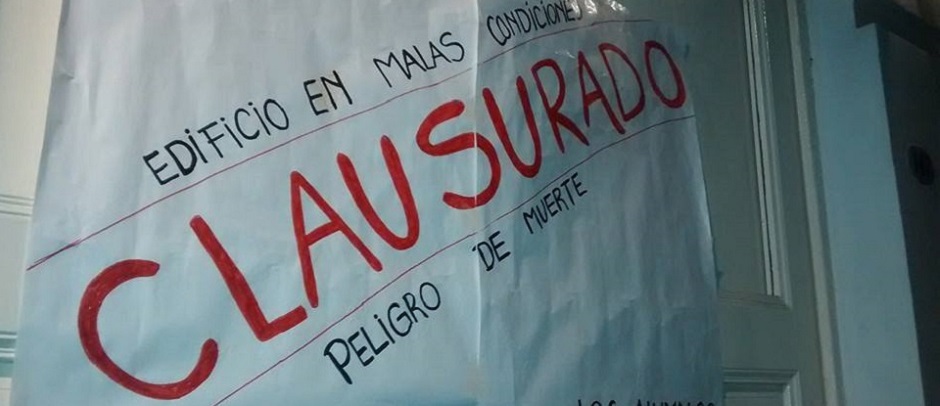 EDIFICIO EN MALAS CONDICIONES
CLAUSURADO
PELIGRO DE MUERTE